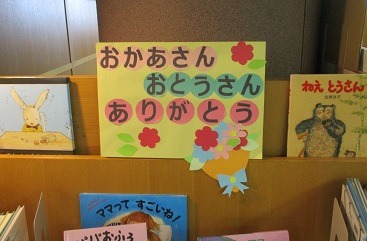 おかあさん
おとうさん
ありがとう
ねえ とうさん
ママって すごいね!